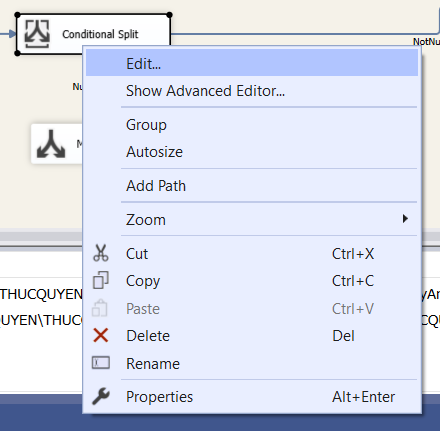 Conditional Split
NotNu
Edit...
Show Advanced Editor...
Nu
Group
M
Autosize
Add Path
Zoom
Cut Ctrl+X
Copy Ctrl+C
THUCQUYEN
Paste Ctrl+V
QUYEN\THUC
Delete Del
Rename
Properties Alt+Enter